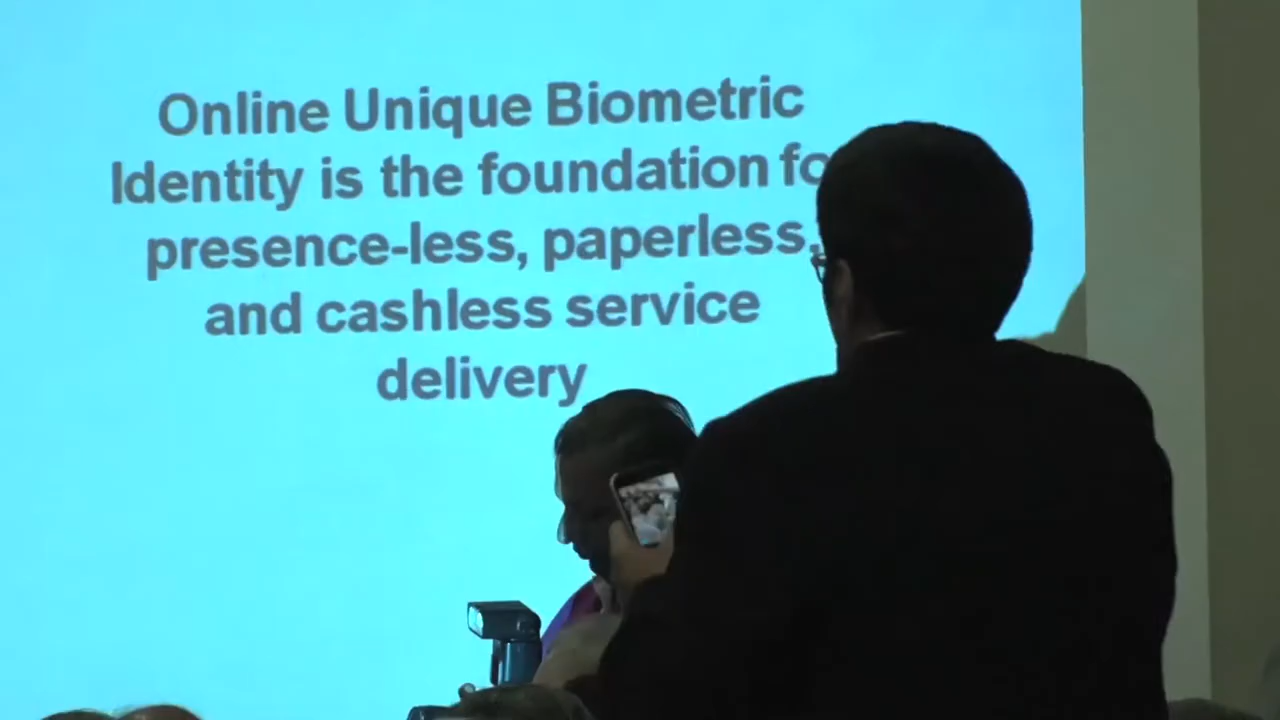 Online Unique Biometric
Identity is the foundation
presence-less, paperless,
and cashless service
delivery